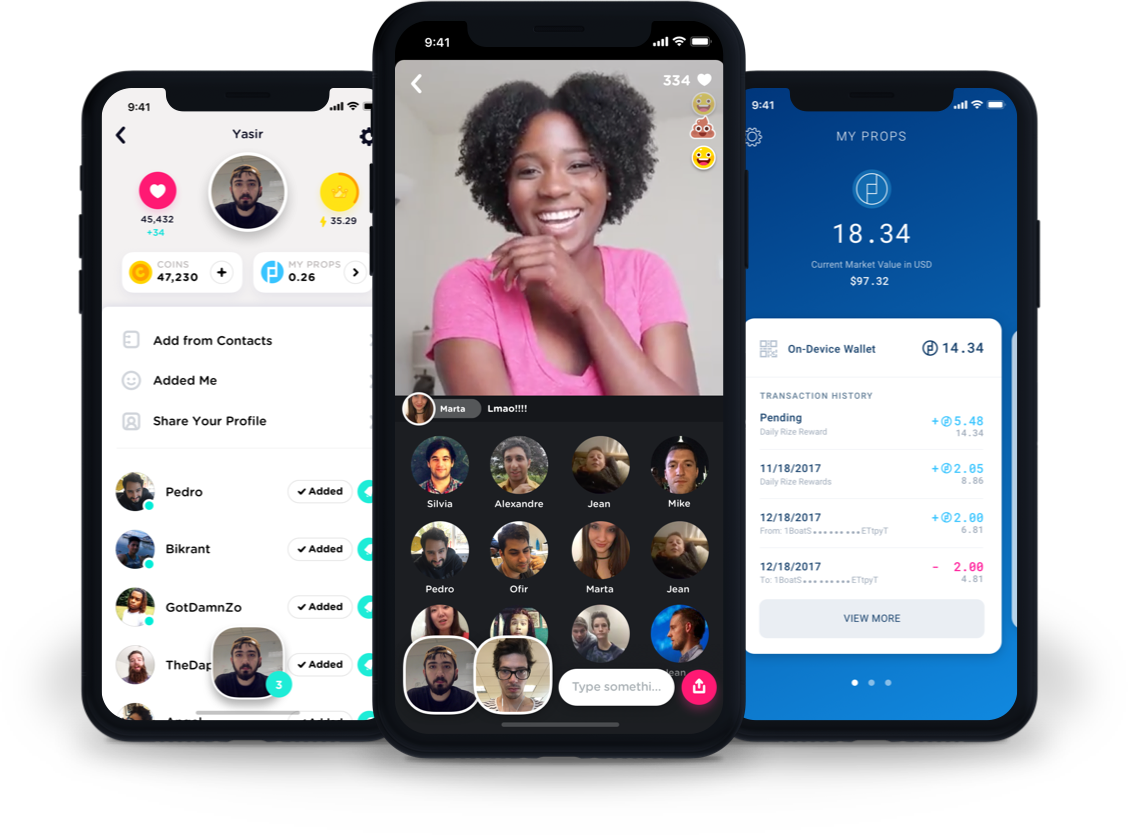 9:41
Yasir
45,432
+34
35.29
COINS
47,230
+
MY PROPS
0.26
Add from Contacts
Added Me
Share Your Profile
Pedro
Added
Bikrant
Added
GotDamnZo
Added
Added
3
9:41
334
Marta
Lmao!!!!
Silvia
Alexandre
Jean
Mike
Pedro
Ofir
Marta
Jean
Jean
Type somethi...
9:41
MY PROPS
18.34
Current Market Value in USD
$97.32
On-Device Wallet
14.34
TRANSACTION HISTORY
Pending
+ 5.48
Daily Rize Reward
14.34
11/18/2017
+ 2.05
Daily Rize Rewards
8.86
12/18/2017
+ 2.00
From: 1BoatS.........ETtpyT
6.81
12/18/2017
- 2.00
To: 1BoatS.........ETtpyT
4.81
VIEW MORE